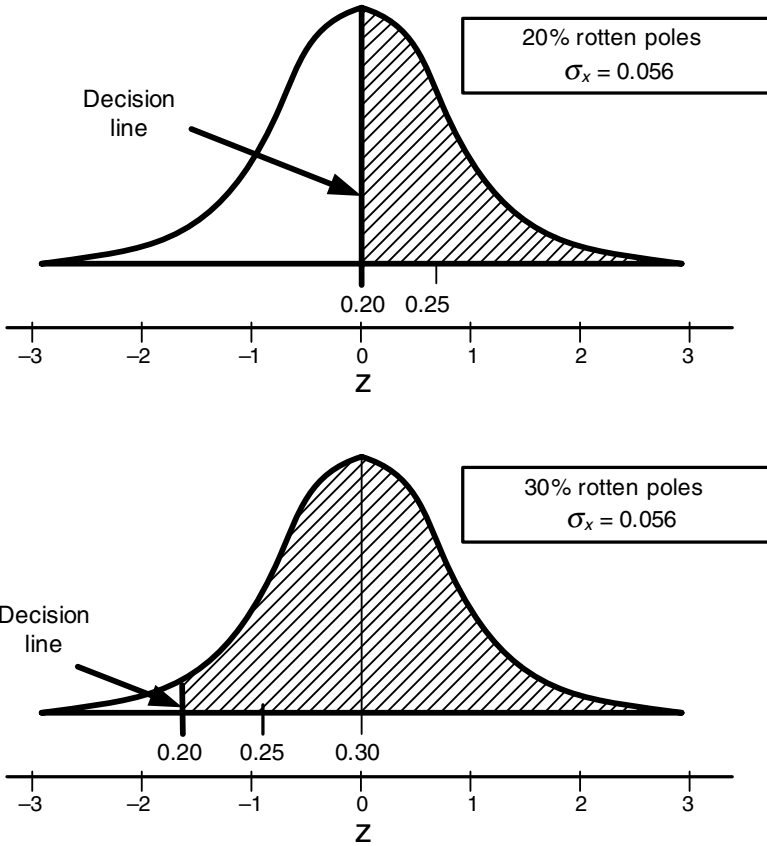 20% rotten poles
σx = 0.056
Decision
line
0.20 0.25
–3 –2 –1 0 1 2 3
Z
30% rotten poles
σx = 0.056
Decision
line
0.20 0.25 0.30
–3 –2 –1 0 1 2 3
Z